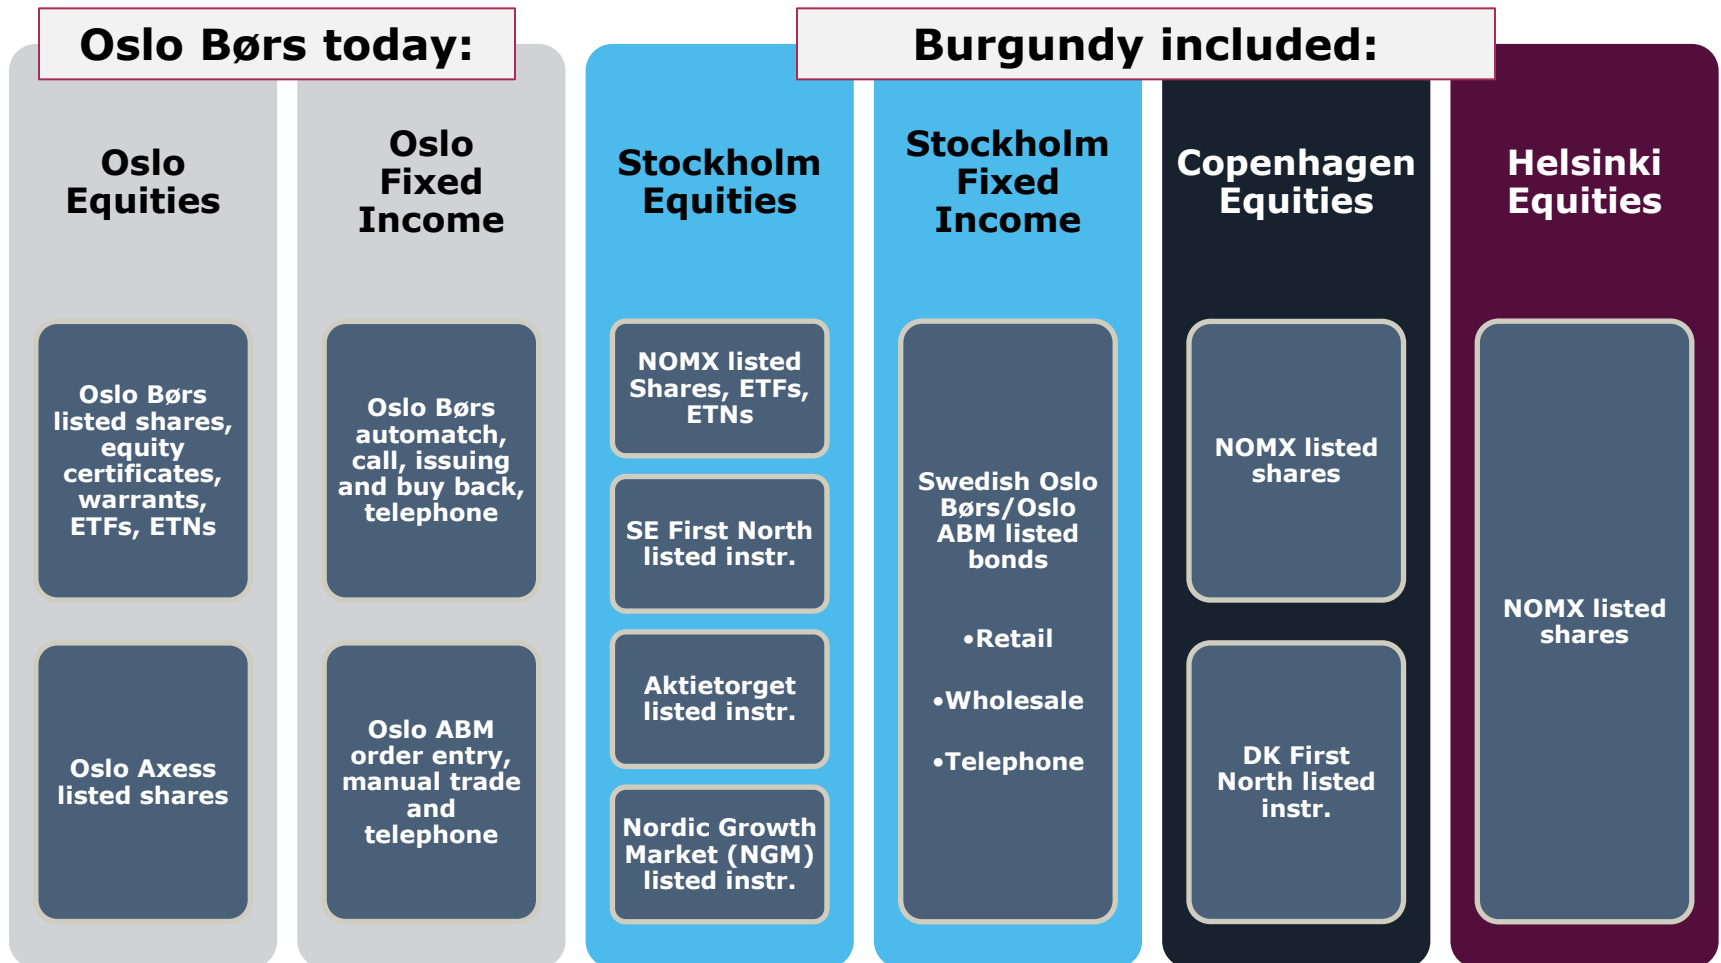 Oslo Børs today:
Burgundy included:
Oslo
Equities
Oslo Børs
listed shares,
equity
certificates,
warrants,
ETFs, ETNs
Oslo Axess
listed shares
Oslo
Fixed
Income
Oslo Børs
automatch,
call, issuing
and buy back,
telephone
Oslo ABM
order entry,
manual trade
and
telephone
Stockholm
Equities
NOMX listed
Shares, ETFs,
ETNs
SE First North
listed instr.
Aktietorget
listed instr.
Nordic Growth
Market (NGM)
listed instr.
Stockholm
Fixed
Income
Swedish Oslo
Børs/Oslo
ABM listed
bonds
•Retail
•Wholesale
•Telephone
Copenhagen
Equities
NOMX listed
shares
DK First
North listed
instr.
Helsinki
Equities
NOMX listed
shares